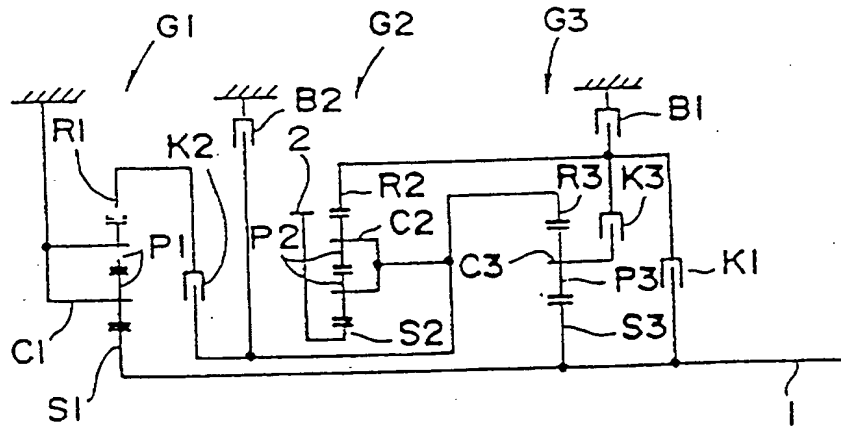 G1 G2 G3
B2 B1
R1 K2 2 R2 R3 K3
P1 P2 C2 C3 P3 K1
C1 S2 S3
S1 1